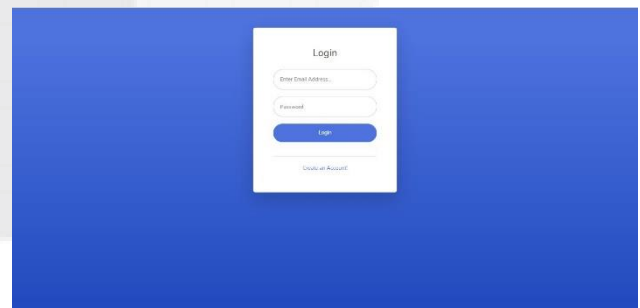 Login
Enter Email Address...
Password
Login
Create an Account!